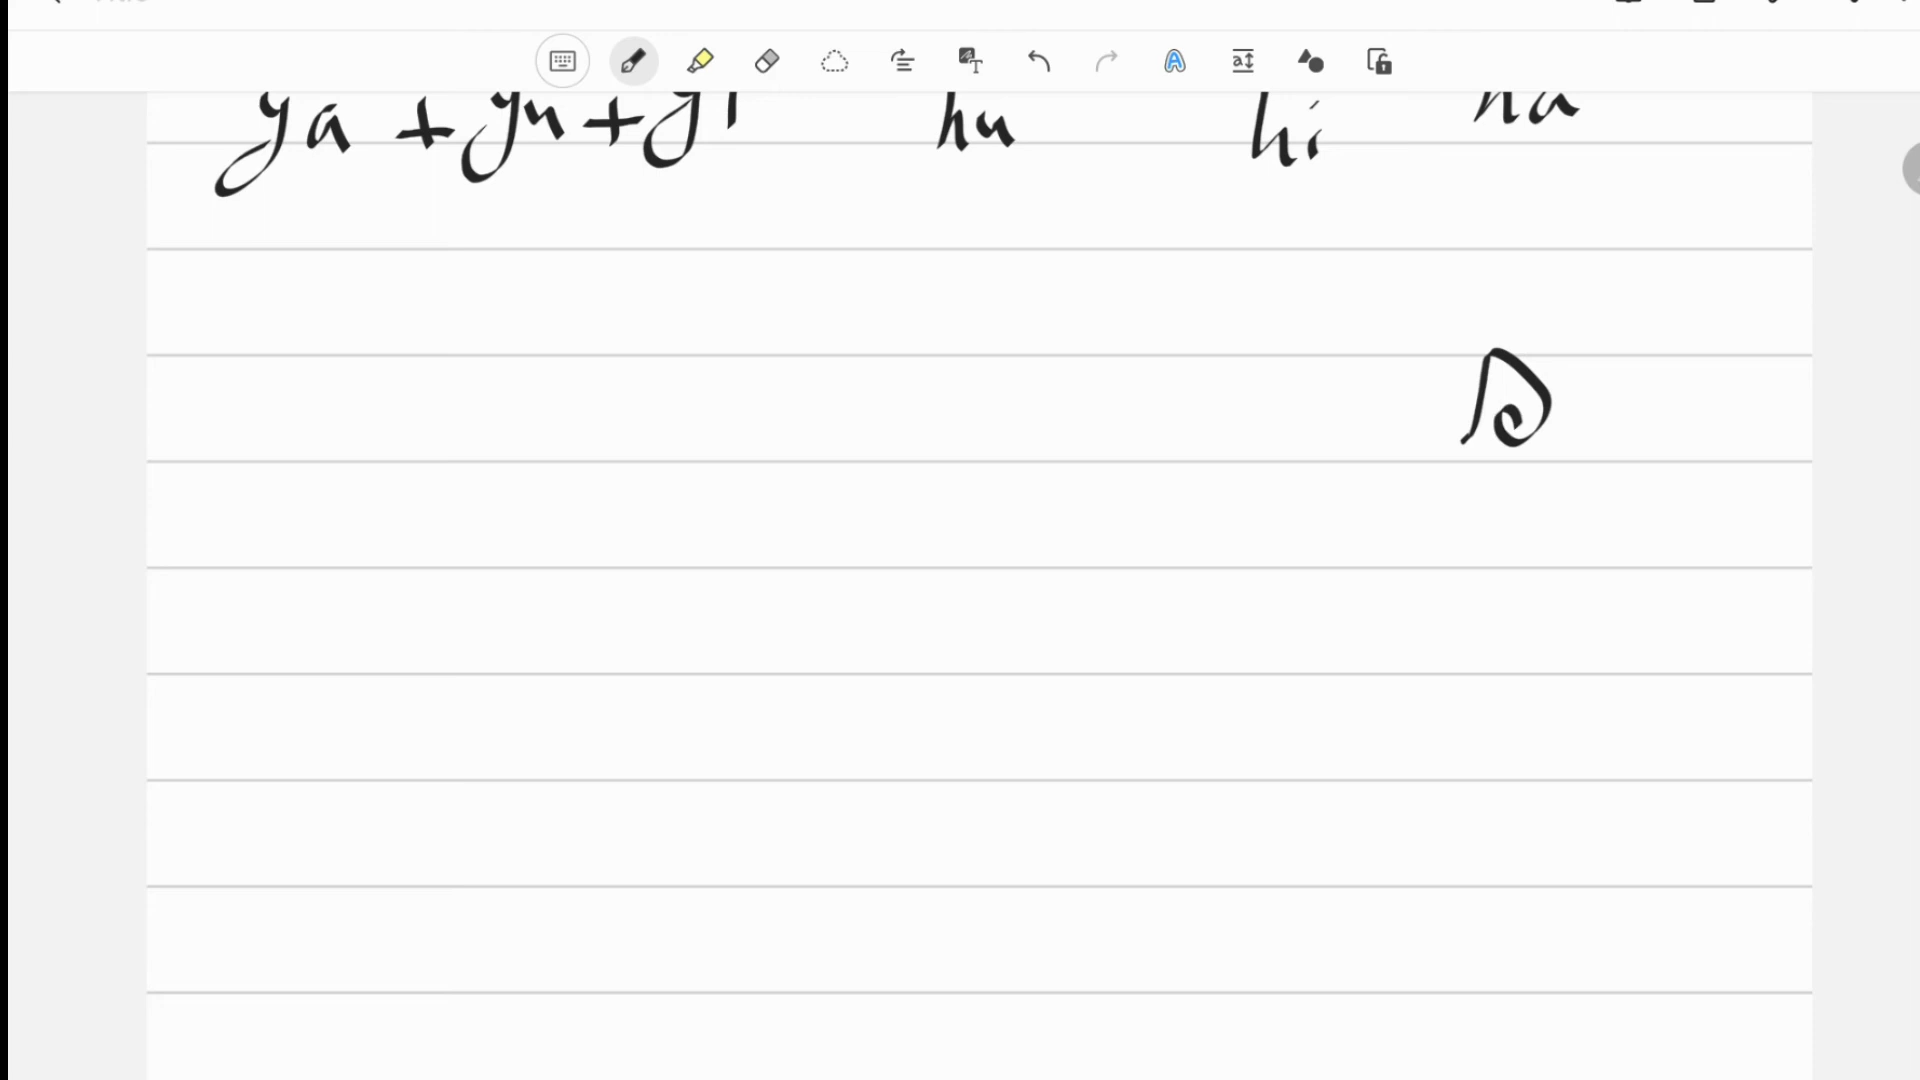 ya + yu + yi hu hi ha